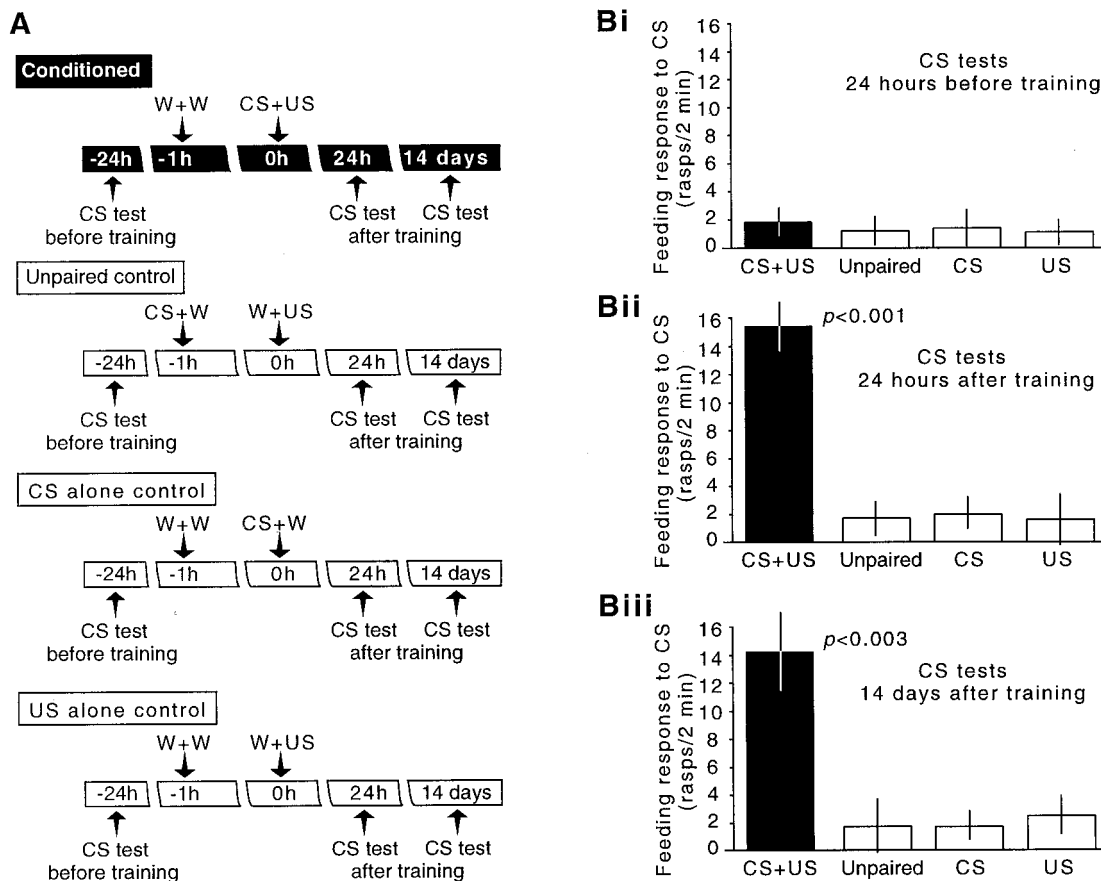 A
Conditioned
W+W CS+US
-24h -1h 0h 24h 14 days
CS test CS test CS test
before training after training
Unpaired control
CS+W W+US
-24h -1h 0h 24h 14 days
CS test CS test CS test
before training after training
CS alone control
W+W CS+W
-24h -1h 0h 24h 14 days
CS test CS test CS test
before training after training
US alone control
W+W W+US
-24h -1h 0h 24h 14 days
CS test CS test CS test
before training after training
Bi
Feeding response to CS
(rasps/2 min)
16
14
12
10
8
6
4
2
0
CS tests
24 hours before training
CS+US Unpaired CS US
Bii
Feeding response to CS
(rasps/2 min)
16
14
12
10
8
6
4
2
0
p<0.001
CS tests
24 hours after training
CS+US Unpaired CS US
Biii
Feeding response to CS
(rasps/2 min)
16
14
12
10
8
6
4
2
0
p<0.003
CS tests
14 days after training
CS+US Unpaired CS US